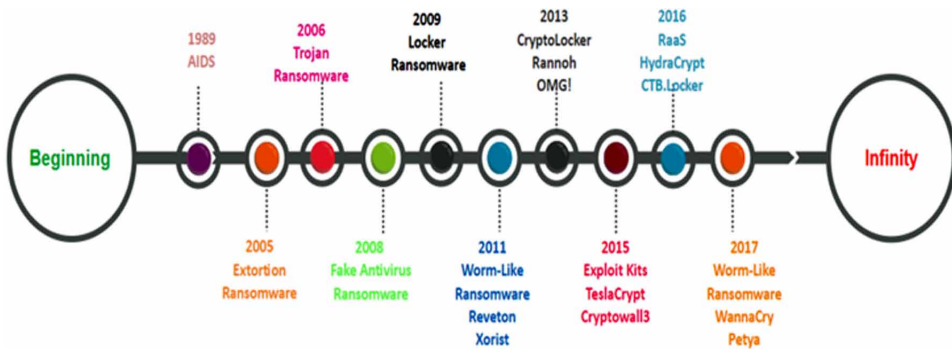 Beginning
1989
AIDS
2005
Extortion
Ransomware
2006
Trojan
Ransomware
2008
Fake Antivirus
Ransomware
2009
Locker
Ransomware
2011
Worm-Like
Ransomware
Reveton
Xorist
2013
CryptoLocker
Rannoh
OMG!
2015
Exploit Kits
TeslaCrypt
Cryptowall3
2016
RaaS
HydraCrypt
CTB.Locker
2017
Worm-Like
Ransomware
WannaCry
Petya
Infinity